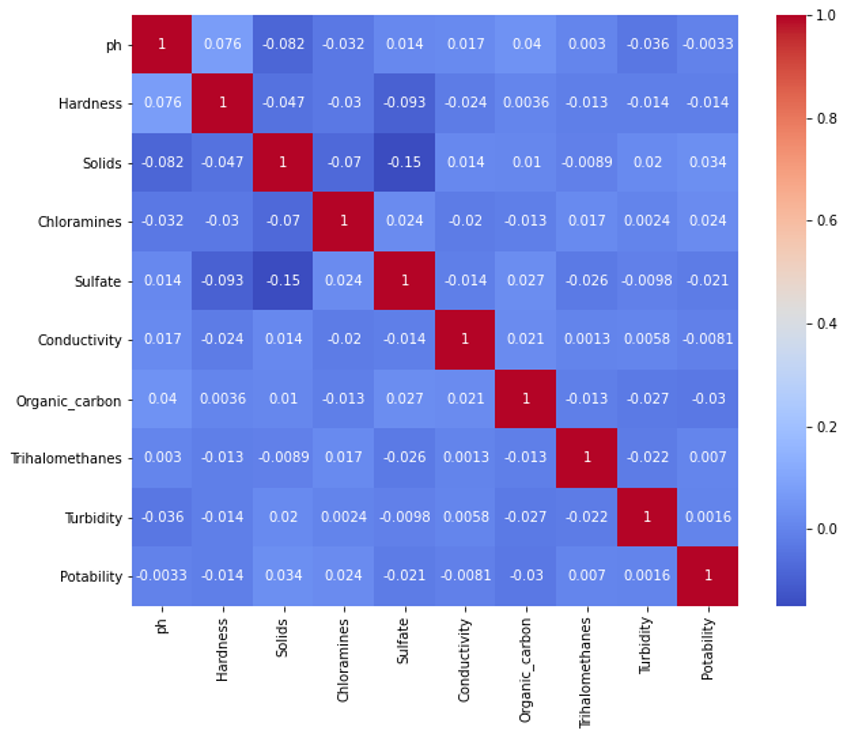 ph 1 0.076 -0.082 -0.032 0.014 0.017 0.04 0.003 -0.036 -0.0033
Hardness 0.076 1 -0.047 -0.03 -0.093 -0.024 0.0036 -0.013 -0.014 -0.014
Solids -0.082 -0.047 1 -0.07 -0.15 0.014 0.01 -0.0089 0.02 0.034
Chloramines -0.032 -0.03 -0.07 1 0.024 -0.02 -0.013 0.017 0.0024 0.024
Sulfate 0.014 -0.093 -0.15 0.024 1 -0.014 0.027 -0.026 -0.0098 -0.021
Conductivity 0.017 -0.024 0.014 -0.02 -0.014 1 0.021 0.0013 0.0058 -0.0081
Organic_carbon 0.04 0.0036 0.01 -0.013 0.027 0.021 1 -0.013 -0.027 -0.03
Trihalomethanes 0.003 -0.013 -0.0089 0.017 -0.026 0.0013 -0.013 1 -0.022 0.007
Turbidity -0.036 -0.014 0.02 0.0024 -0.0098 0.0058 -0.027 -0.022 1 0.0016
Potability -0.0033 -0.014 0.034 0.024 -0.021 -0.0081 -0.03 0.007 0.0016 1
ph
Hardness
Solids
Chloramines
Sulfate
Conductivity
Organic_carbon
Trihalomethanes
Turbidity
Potability
1.0
0.8
0.6
0.4
0.2
0.0